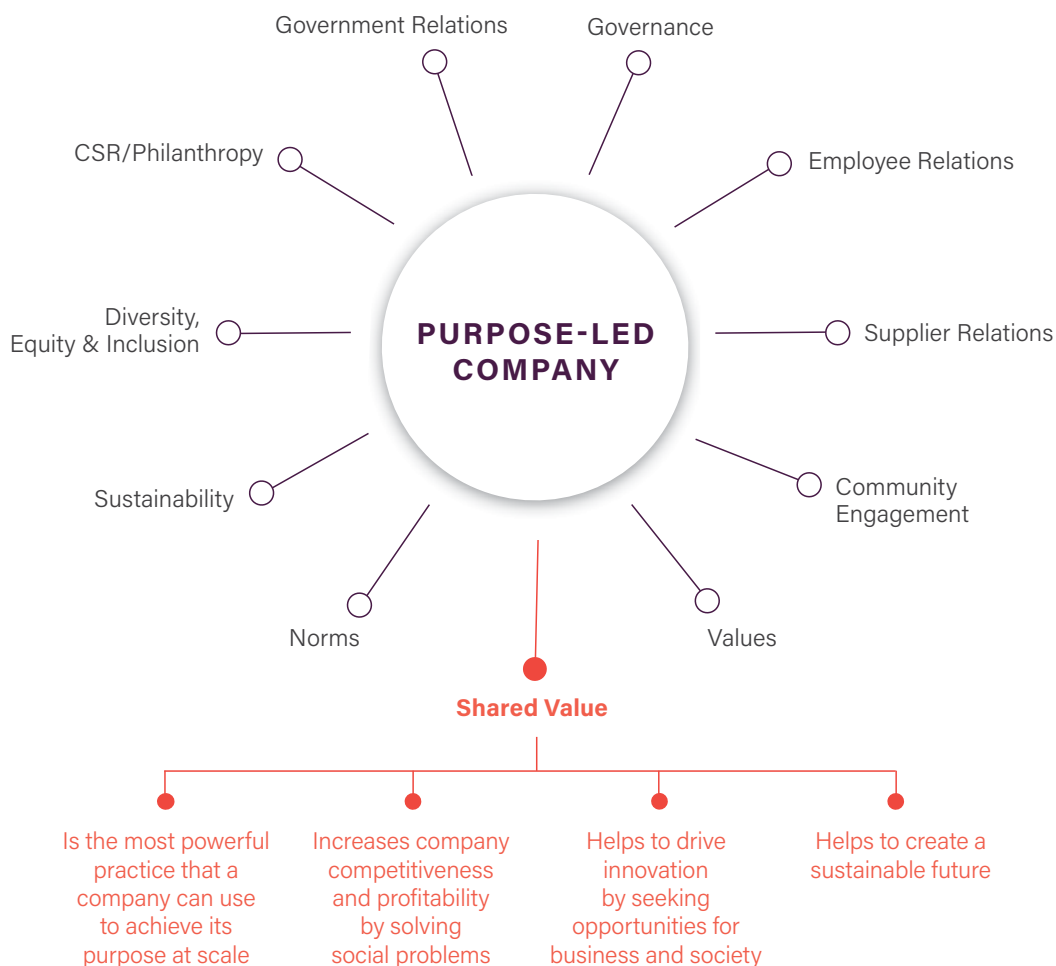 Government Relations
Governance
CSR/Philanthropy
Employee Relations
PURPOSE-LED
COMPANY
Diversity,
Equity & Inclusion
Supplier Relations
Sustainability
Community
Engagement
Norms
Values
Shared Value
Is the most powerful
practice that a
company can use
to achieve its
purpose at scale
Increases company
competitiveness
and profitability
by solving
social problems
Helps to drive
innovation
by seeking
opportunities for
business and society
Helps to create a
sustainable future